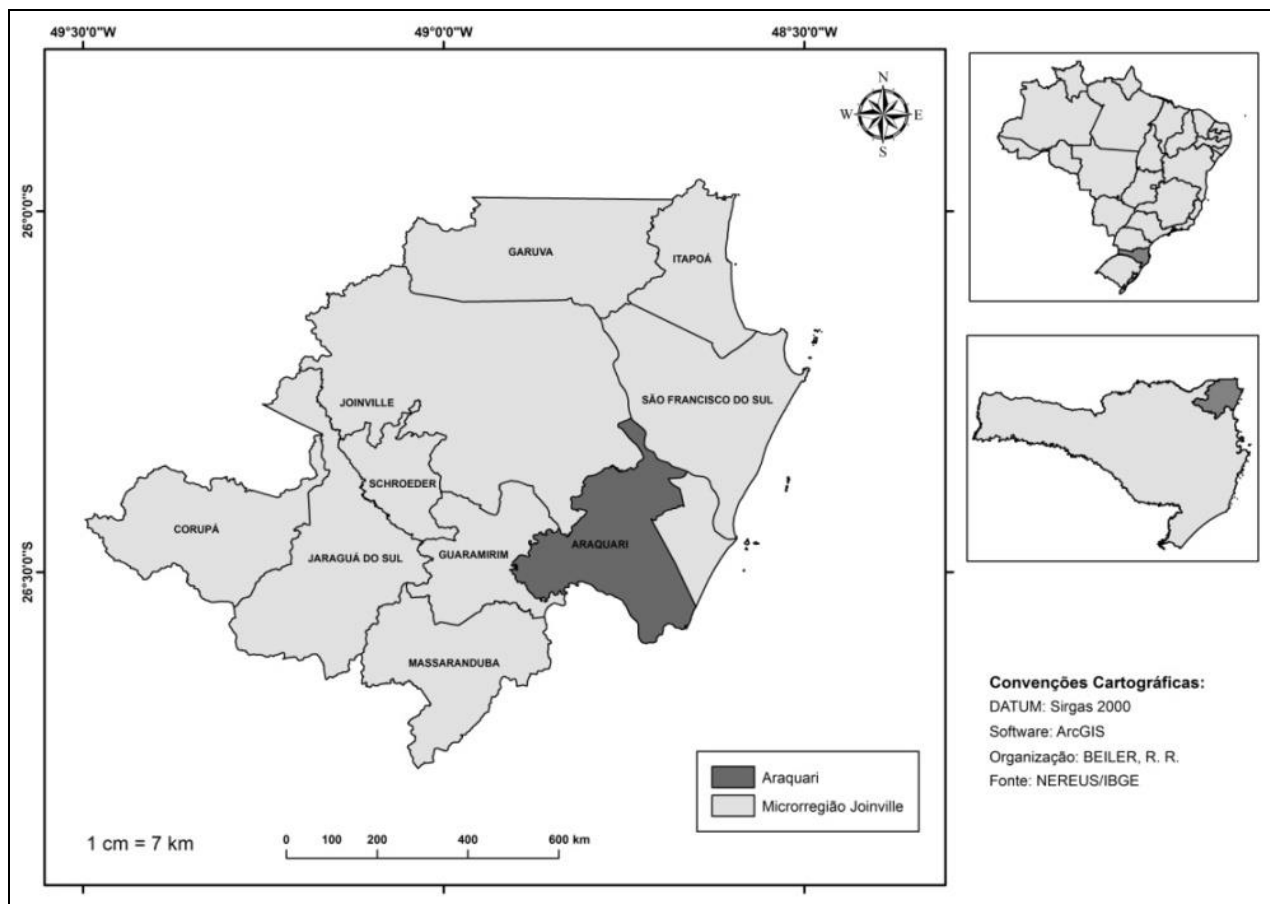 49°30'0"W
49°0'0"W
48°30'0"W
N
W
E
S
26°0'0"S
GARUVA
ITAPOÁ
JOINVILLE
SÃO FRANCISCO DO SUL
SCHROEDER
CORUPÁ
JARAGUÁ DO SUL
GUARAMIRIM
ARAQUARI
26°30'0"S
MASSARANDUBA
Araquari
Microrregião Joinville
1 cm = 7 km
0 100 200 400 600 km
Convenções Cartográficas:
DATUM: Sirgas 2000
Software: ArcGIS
Organização: BEILER, R. R.
Fonte: NEREUS/IBGE